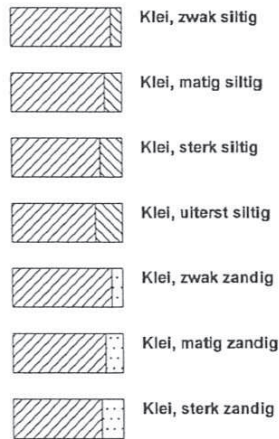 Klei, zwak siltig
Klei, matig siltig
Klei, sterk siltig
Klei, uiterst siltig
Klei, zwak zandig
Klei, matig zandig
Klei, sterk zandig